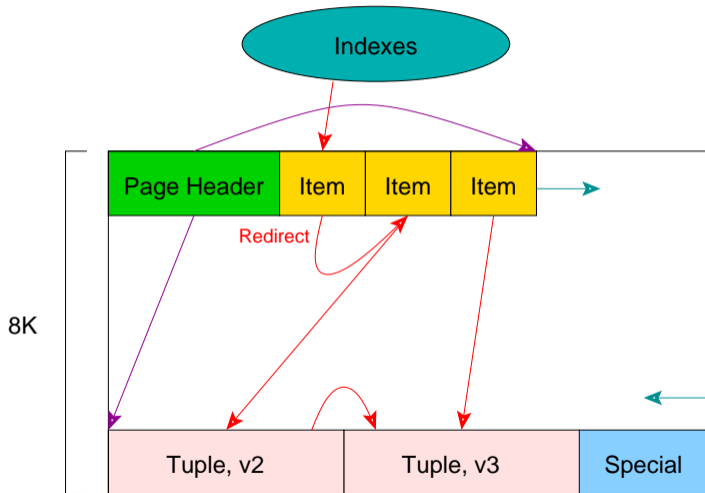 Indexes
Page Header
Item
Item
Item
Redirect
8K
Tuple, v2
Tuple, v3
Special